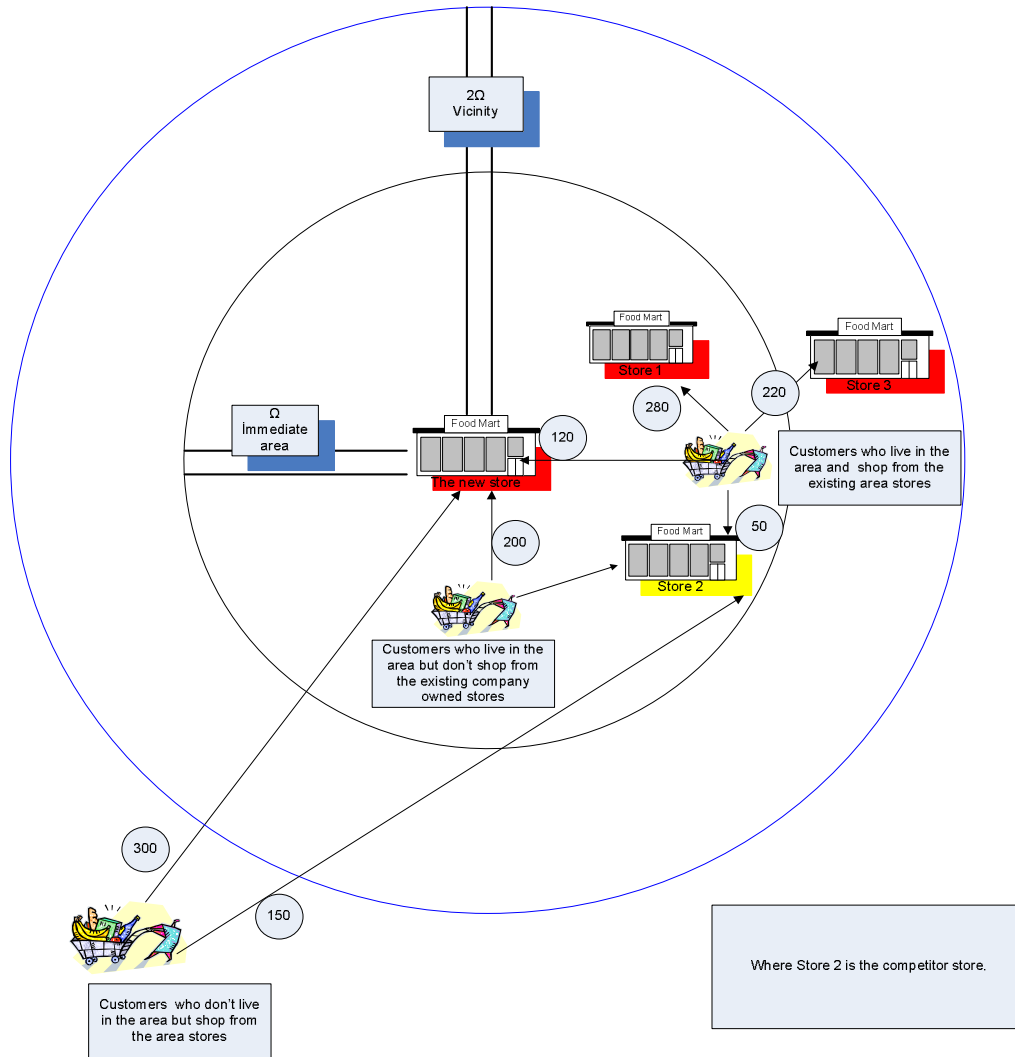 2Ω
Vicinity
Food Mart
Store 1
Food Mart
Store 3
280
220
Ω
Immediate
area
Food Mart
The new store
120
Customers who live in the
area and shop from the
existing area stores
50
200
Food Mart
Store 2
Customers who live in the
area but don't shop from
the existing company
owned stores
300
150
Customers who don't live
in the area but shop from
the area stores
Where Store 2 is the competitor store.